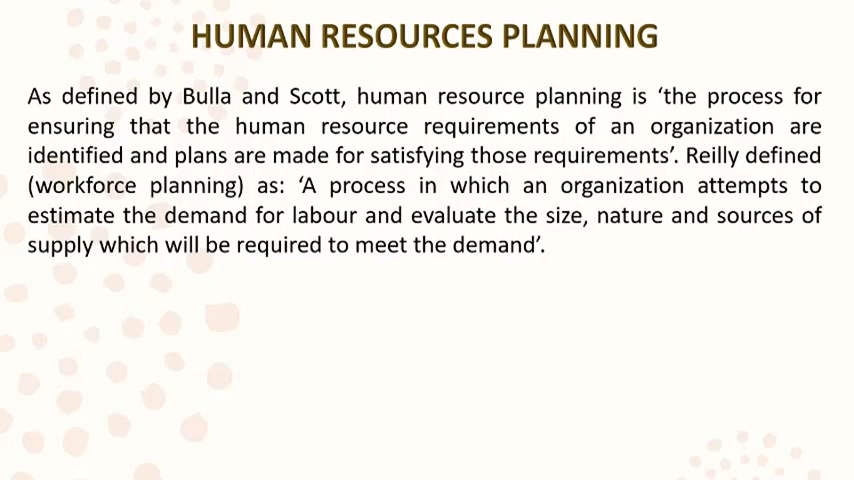 HUMAN RESOURCES PLANNING
As defined by Bulla and Scott, human resource planning is ‘the process for
ensuring that the human resource requirements of an organization are
identified and plans are made for satisfying those requirements’. Reilly defined
(workforce planning) as: ‘A process in which an organization attempts to
estimate the demand for labour and evaluate the size, nature and sources of
supply which will be required to meet the demand’.